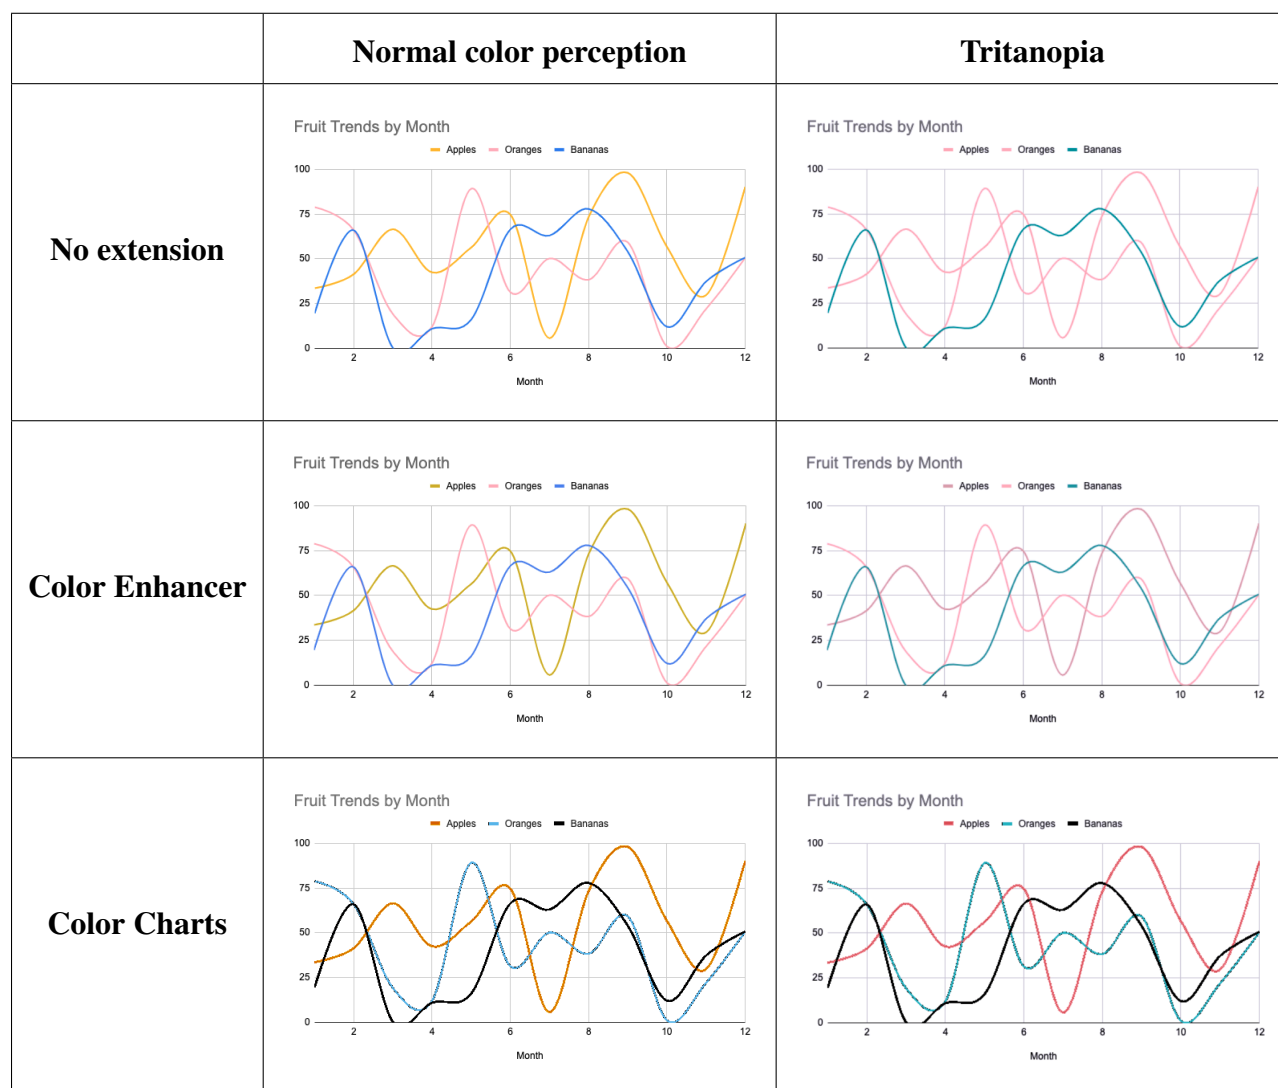 Normal color perception Tritanopia
No extension
Fruit Trends by Month
Apples Oranges Bananas
100
75
50
25
0
2 4 6 8 10 12
Month
Fruit Trends by Month
Apples Oranges Bananas
100
75
50
25
0
2 4 6 8 10 12
Month
Color Enhancer
Fruit Trends by Month
Apples Oranges Bananas
100
75
50
25
0
2 4 6 8 10 12
Month
Fruit Trends by Month
Apples Oranges Bananas
100
75
50
25
0
2 4 6 8 10 12
Month
Color Charts
Fruit Trends by Month
Apples Oranges Bananas
100
75
50
25
0
2 4 6 8 10 12
Month
Fruit Trends by Month
Apples Oranges Bananas
100
75
50
25
0
2 4 6 8 10 12
Month